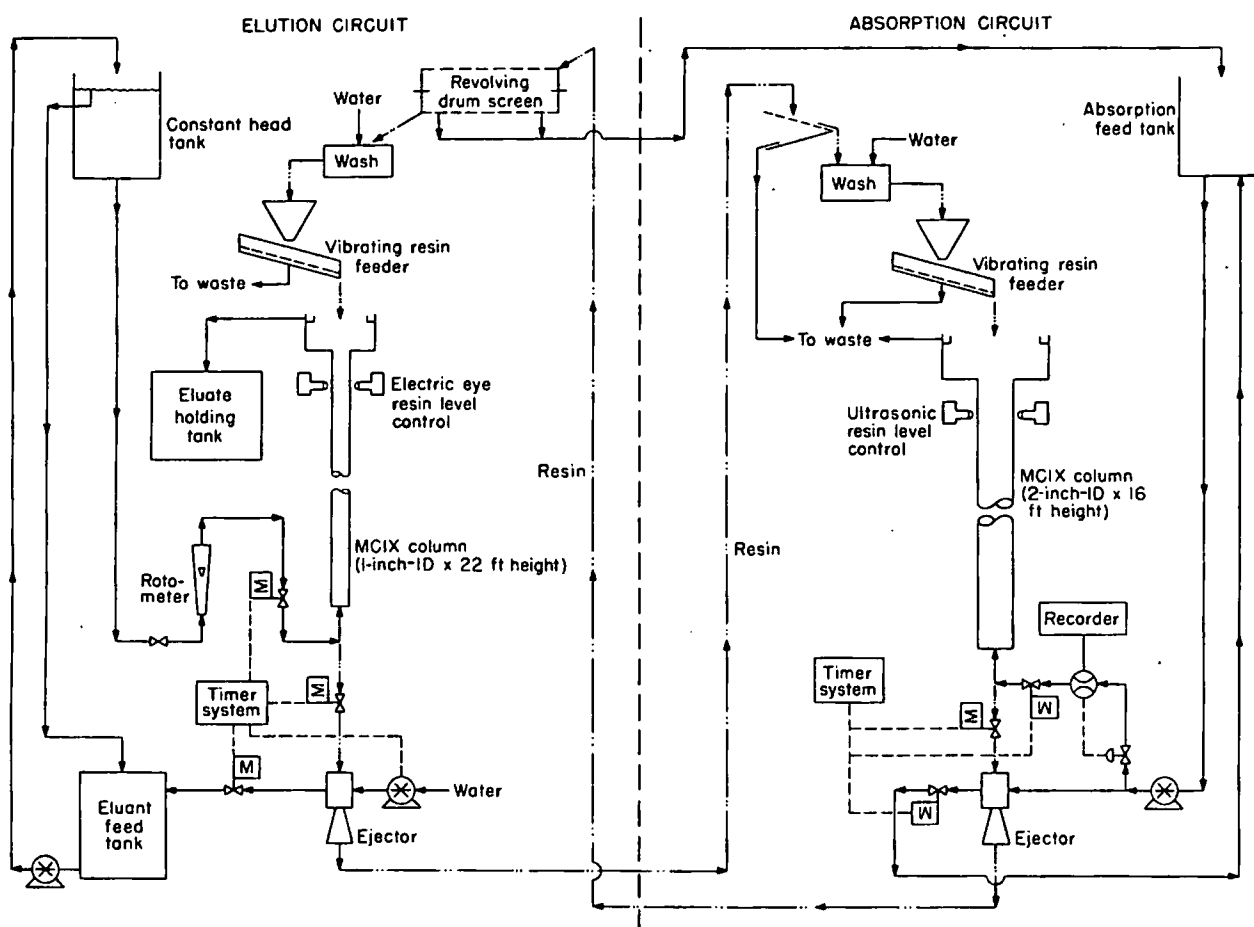 ELUTION CIRCUIT
ABSORPTION CIRCUIT
Constant head
tank
Water
Revolving
drum screen
Wash
Vibrating resin
feeder
To waste
Eluate
holding
tank
Electric eye
resin level
control
MCIX column
(1-inch-ID x 22 ft height)
Roto-
meter
M
Timer
system
M
M
Water
Eluant
feed
tank
Ejector
Resin
Resin
Absorption
feed tank
Water
Wash
Vibrating resin
feeder
To waste
Ultrasonic
resin level
control
MCIX column
(2-inch-ID x 16
ft height)
Recorder
Timer
system
M
M
M
Ejector